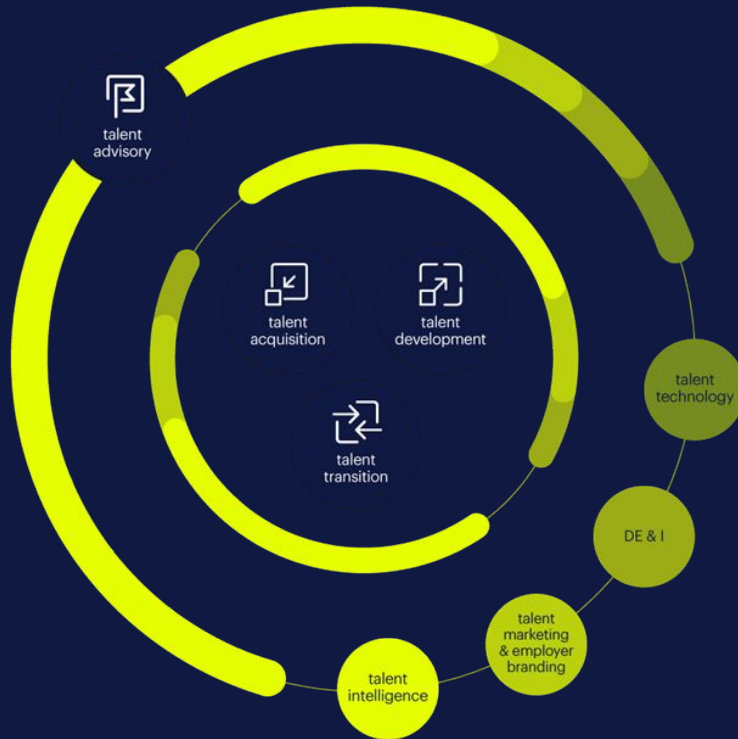 talent
advisory
talent
acquisition
talent
development
talent
transition
talent
technology
DE & I
talent
marketing
& employer
branding
talent
intelligence